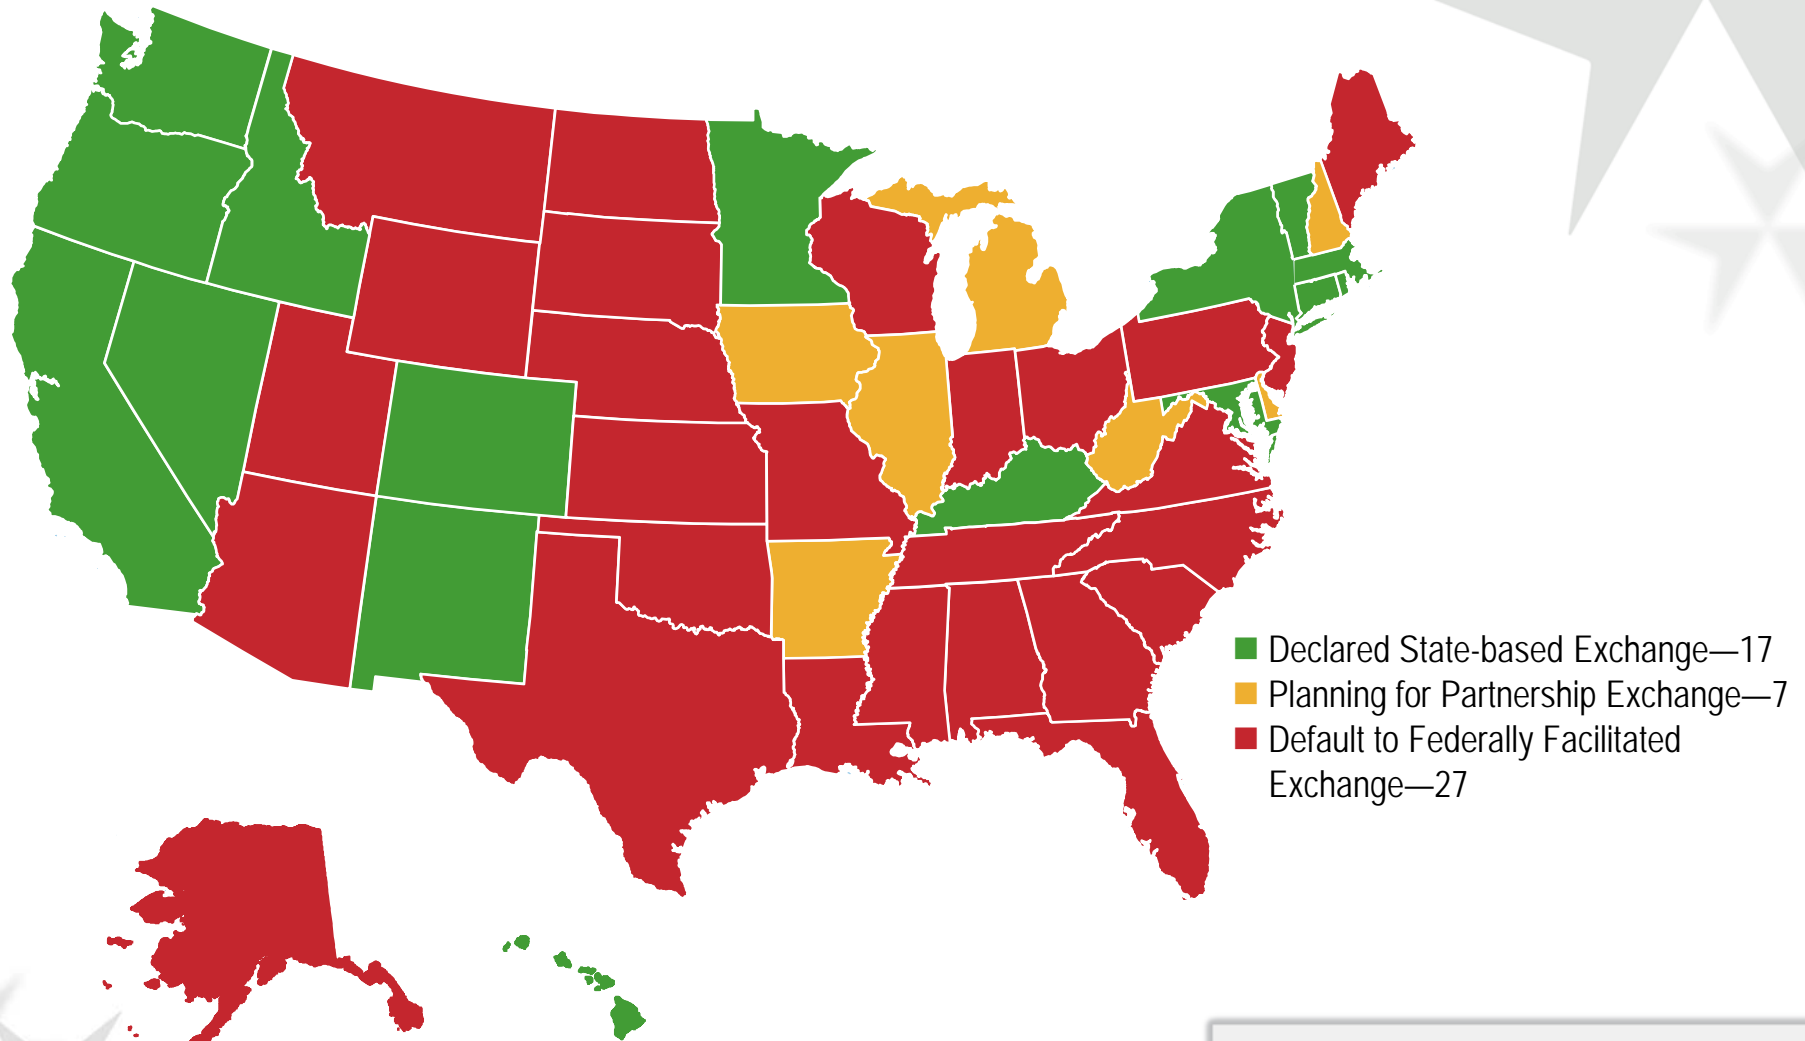 Declared State-based Exchange—17
Planning for Partnership Exchange—7
Default to Federally Facilitated
Exchange—27